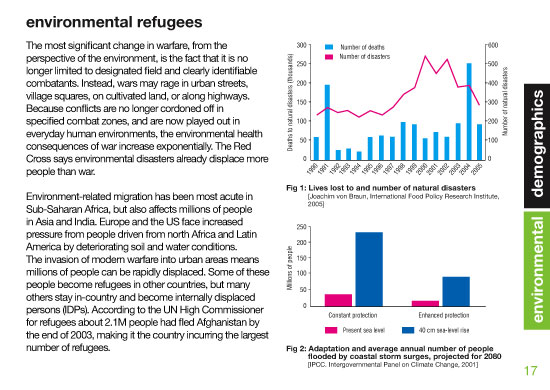 environmental refugees
The most significant change in warfare, from the
perspective of the environment, is the fact that it is no
longer limited to designated field and clearly identifiable
combatants. Instead, wars may rage in urban streets,
village squares, on cultivated land, or along highways.
Because conflicts are no longer cordoned off in
specified combat zones, and are now played out in
everyday human environments, the environmental health
consequences of war increase exponentially. The Red
Cross says environmental disasters already displace more
people than war.
Environment-related migration has been most acute in
Sub-Saharan Africa, but also affects millions of people
in Asia and India. Europe and the US face increased
pressure from people driven from north Africa and Latin
America by deteriorating soil and water conditions.
The invasion of modern warfare into urban areas means
millions of people can be rapidly displaced. Some of these
people become refugees in other countries, but many
others stay in-country and become internally displaced
persons (IDPs). According to the UN High Commissioner
for refugees about 2.1M people had fled Afghanistan by
the end of 2003, making it the country incurring the largest
number of refugees.
Number of deaths
Number of disasters
Deaths to natural disasters (thousands)
300
250
200
150
100
50
0
600
500
400
300
200
100
0
Number of natural disasters
1990 1991 1992 1993 1994 1995 1996 1997 1998 1999 2000 2001 2002 2003 2004 2005
Fig 1: Lives lost to and number of natural disasters
[Joachim von Braun, International Food Policy Research Institute,
2005]
Millions of people
250
200
150
100
50
0
Constant protection
Enhanced protection
Present sea level
40 cm sea-level rise
Fig 2: Adaptation and average annual number of people
flooded by coastal storm surges, projected for 2080
[IPCC. Intergovernmental Panel on Climate Change, 2001]
environmental demographics
17